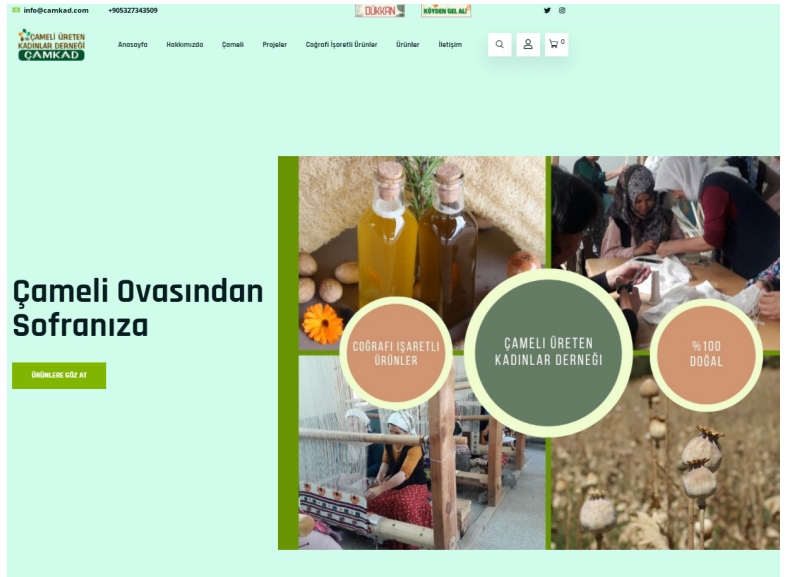 info@camkad.com +905327343509 DÜKKAN KÖYDEN GEL AL!
ÇAMELİ ÜRETEN
KADINLAR DERNEĞİ
ÇAMKAD
Anasayfa Hakkımızda Çameli Projeler Coğrafi İşaretli Ürünler Ürünler İletişim 0
Çameli Ovasından
Sofranıza
ÜRÜNLERE GÖZ AT
COĞRAFI IŞARETLI
ÜRÜNLER
ÇAMELİ ÜRETEN
KADINLAR DERNEĞI
%100
DOĞAL